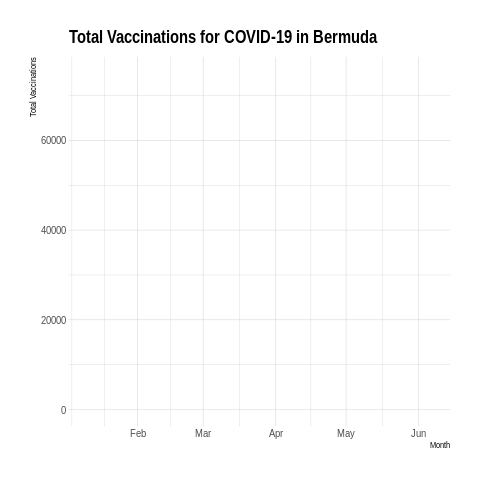 Total Vaccinations for COVID-19 in Bermuda
Total Vaccinations
60000
40000
20000
0
Feb Mar Apr May Jun
Month